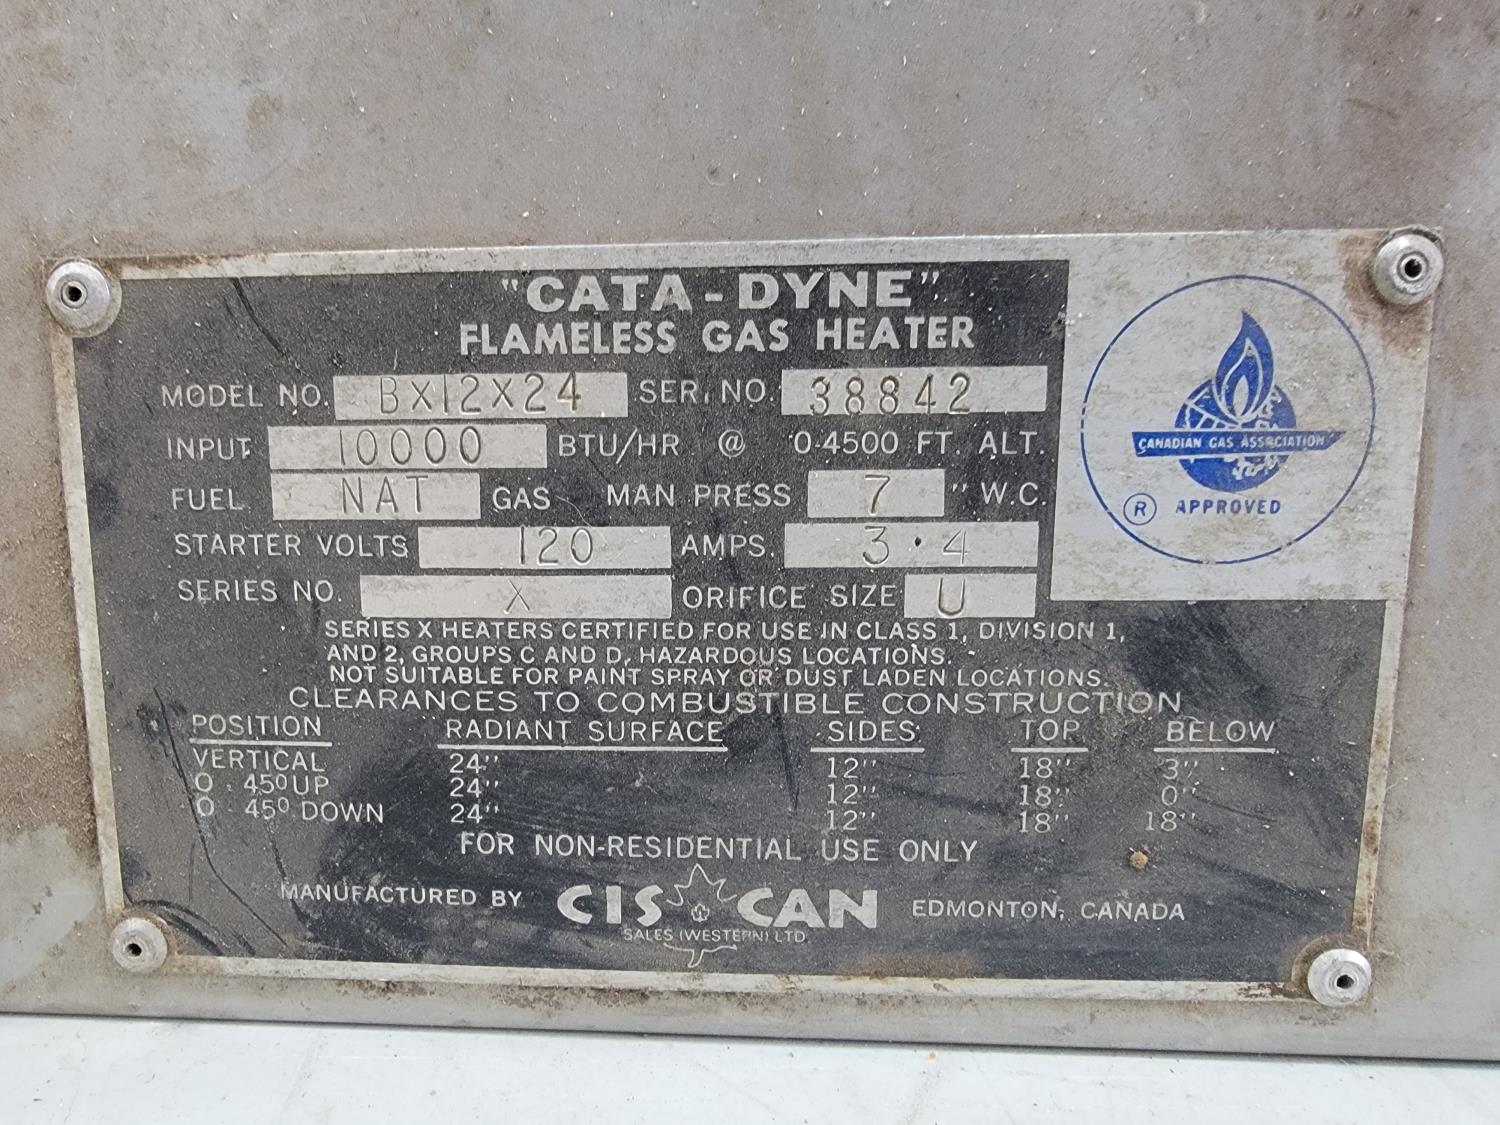 "CATA-DYNE"
FLAMELESS GAS HEATER
MODEL NO. BX12X24 SER. NO. 38842
INPUT 10000 BTU/HR @ 0-4500 FT. ALT.
FUEL NAT GAS MAN PRESS 7 " W.C.
STARTER VOLTS 120 AMPS. 3.4
SERIES NO. X ORIFICE SIZE U
CANADIAN GAS ASSOCIATION
® APPROVED
SERIES X HEATERS CERTIFIED FOR USE IN CLASS 1, DIVISION 1,
AND 2, GROUPS C AND D, HAZARDOUS LOCATIONS.
NOT SUITABLE FOR PAINT SPRAY OR DUST LADEN LOCATIONS.
CLEARANCES TO COMBUSTIBLE CONSTRUCTION
POSITION RADIANT SURFACE SIDES TOP BELOW
VERTICAL 24" 12" 18" 3"
0 - 45° UP 24" 12" 18" 0"
0 - 45° DOWN 24" 12" 18" 18"
FOR NON-RESIDENTIAL USE ONLY
MANUFACTURED BY CIS CAN EDMONTON, CANADA
SALES (WESTERN) LTD.